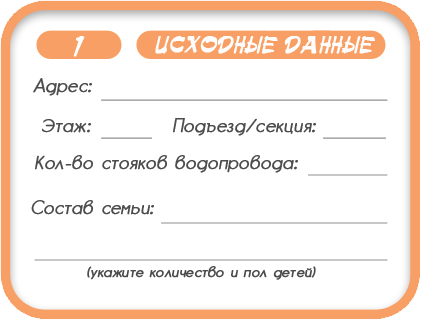 1 ИСХОДНЫЕ ДАННЫЕ
Адрес:
Этаж: Подъезд/секция:
Кол-во стояков водопровода:
Состав семьи:
(укажите количество и пол детей)